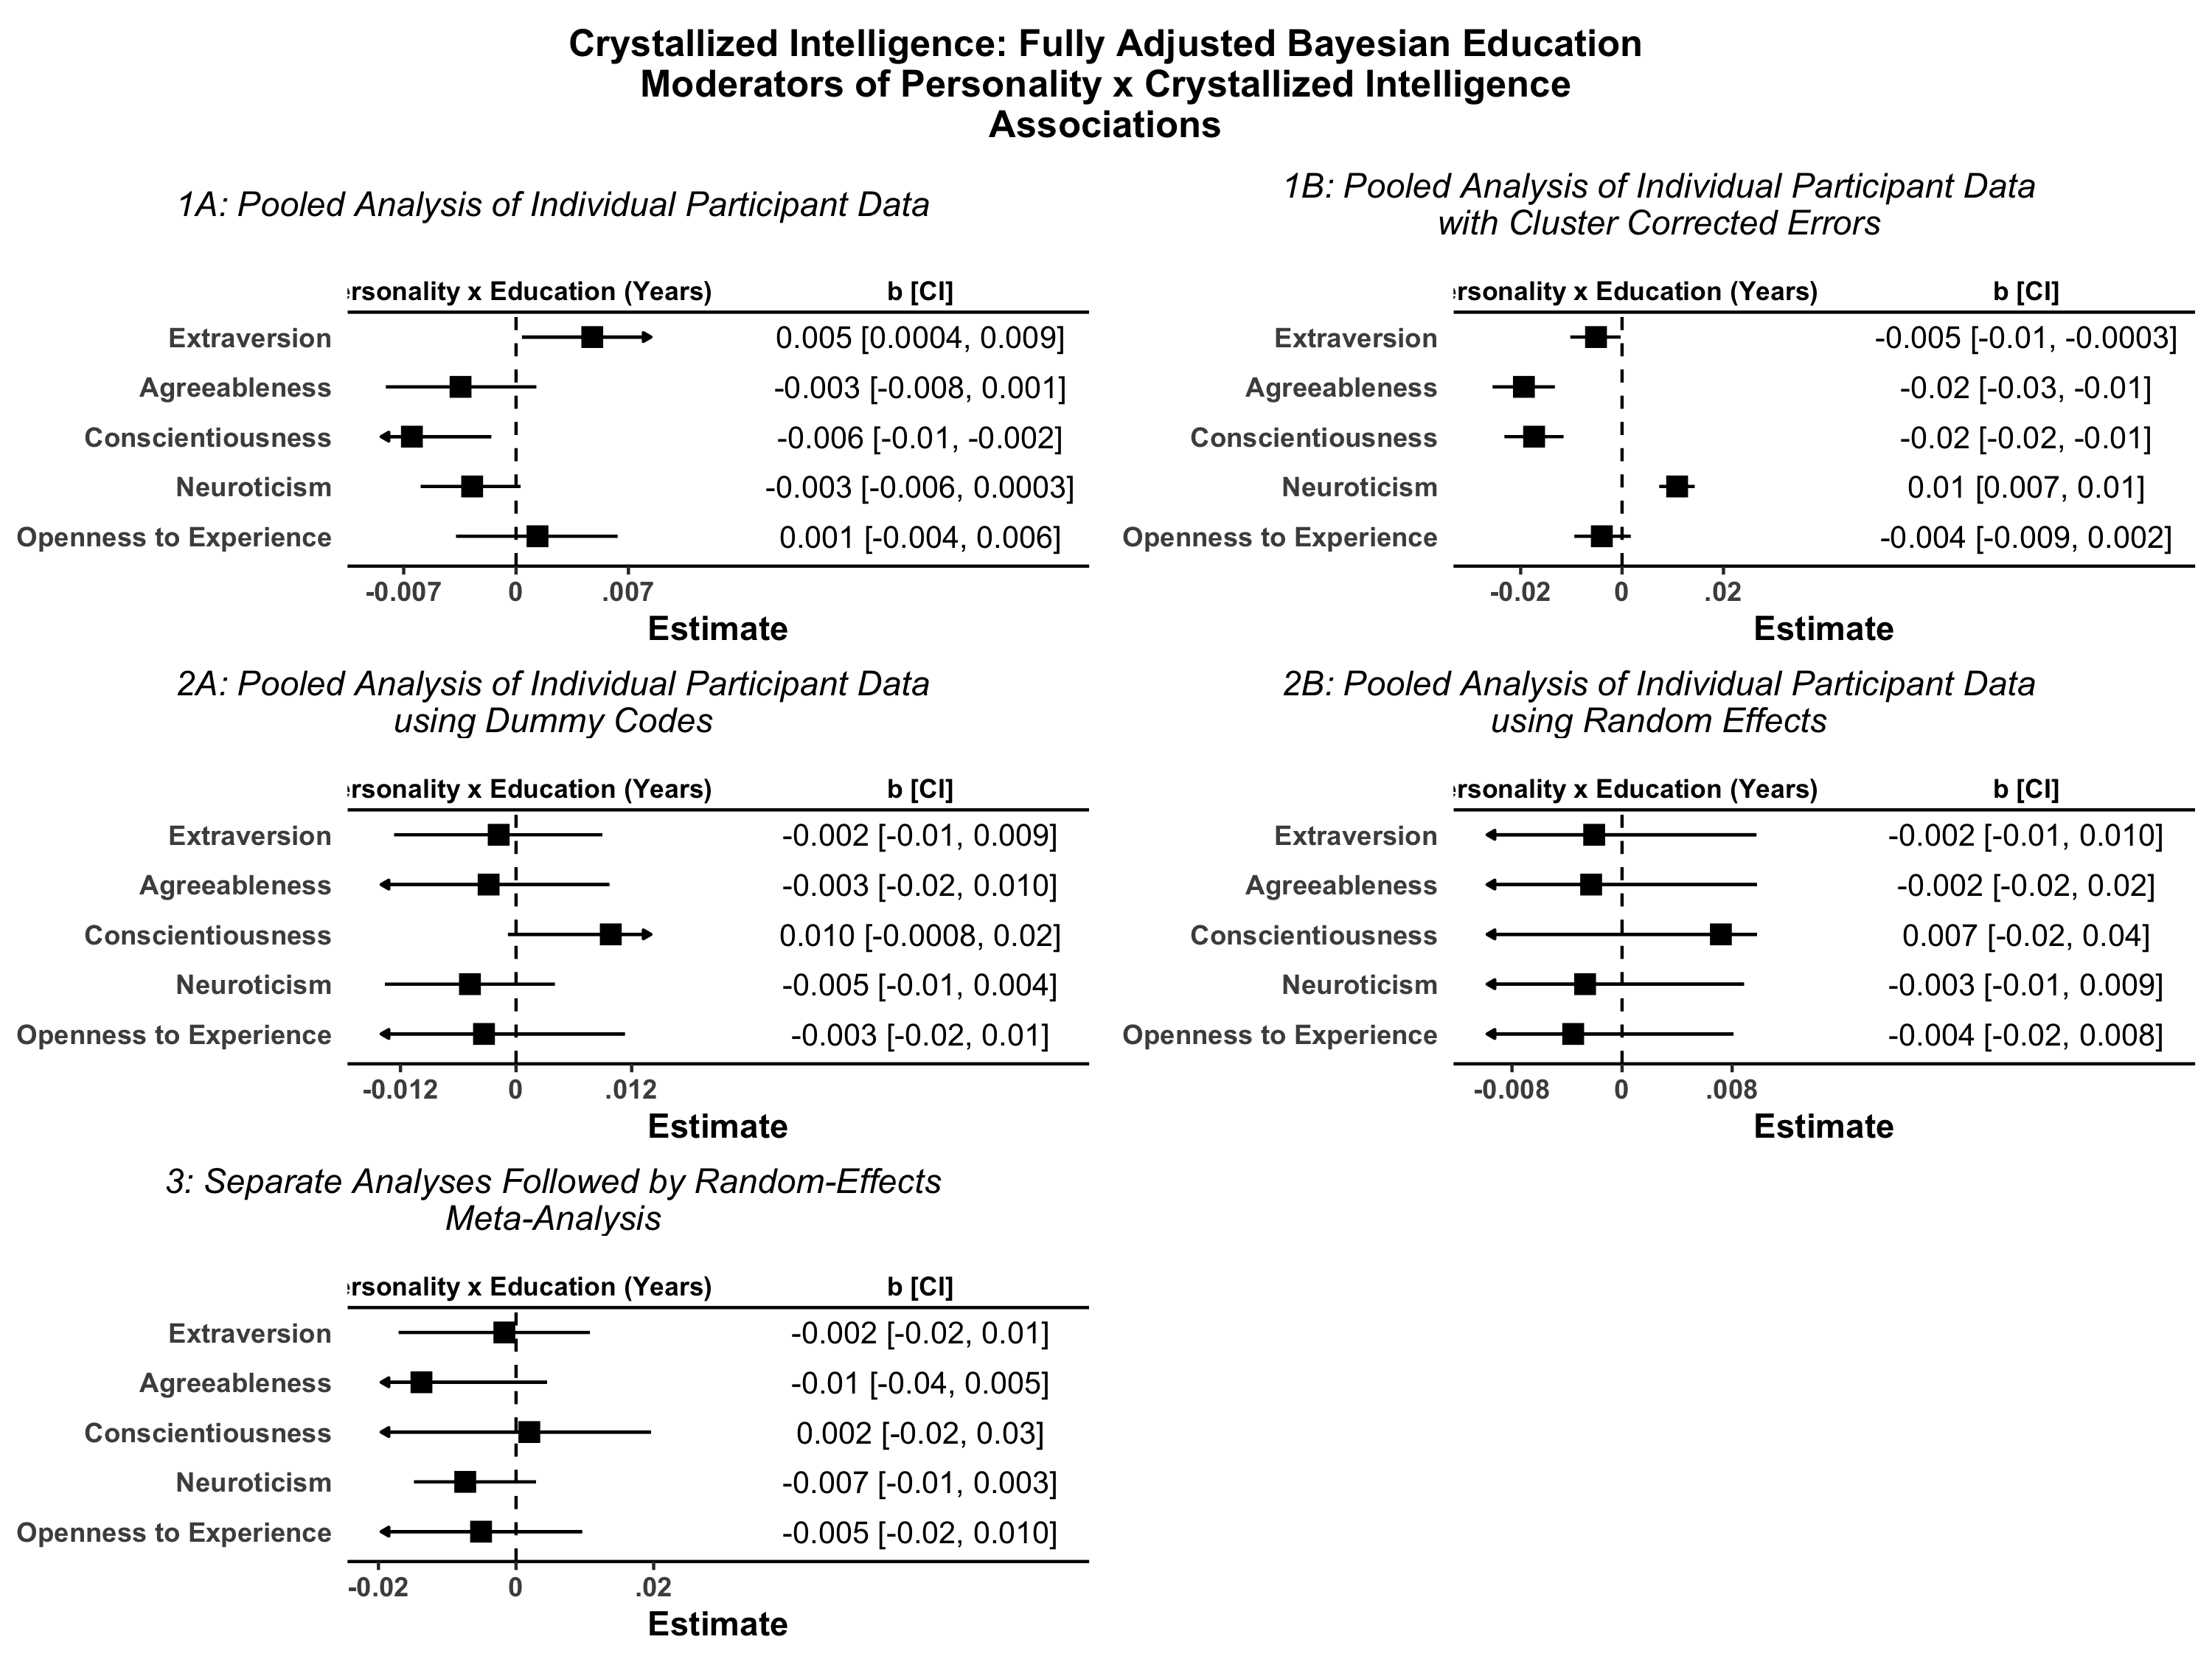 Crystallized Intelligence: Fully Adjusted Bayesian Education
Moderators of Personality x Crystallized Intelligence
Associations
1A: Pooled Analysis of Individual Participant Data
rsonality x Education (Years) b [CI]
Extraversion 0.005 [0.0004, 0.009]
Agreeableness -0.003 [-0.008, 0.001]
Conscientiousness -0.006 [-0.01, -0.002]
Neuroticism -0.003 [-0.006, 0.0003]
Openness to Experience 0.001 [-0.004, 0.006]
-0.007 0 .007
Estimate
1B: Pooled Analysis of Individual Participant Data
with Cluster Corrected Errors
rsonality x Education (Years) b [CI]
Extraversion -0.005 [-0.01, -0.0003]
Agreeableness -0.02 [-0.03, -0.01]
Conscientiousness -0.02 [-0.02, -0.01]
Neuroticism 0.01 [0.007, 0.01]
Openness to Experience -0.004 [-0.009, 0.002]
-0.02 0 .02
Estimate
2A: Pooled Analysis of Individual Participant Data
using Dummy Codes
rsonality x Education (Years) b [CI]
Extraversion -0.002 [-0.01, 0.009]
Agreeableness -0.003 [-0.02, 0.010]
Conscientiousness 0.010 [-0.0008, 0.02]
Neuroticism -0.005 [-0.01, 0.004]
Openness to Experience -0.003 [-0.02, 0.01]
-0.012 0 .012
Estimate
2B: Pooled Analysis of Individual Participant Data
using Random Effects
rsonality x Education (Years) b [CI]
Extraversion -0.002 [-0.01, 0.010]
Agreeableness -0.002 [-0.02, 0.02]
Conscientiousness 0.007 [-0.02, 0.04]
Neuroticism -0.003 [-0.01, 0.009]
Openness to Experience -0.004 [-0.02, 0.008]
-0.008 0 .008
Estimate
3: Separate Analyses Followed by Random-Effects
Meta-Analysis
rsonality x Education (Years) b [CI]
Extraversion -0.002 [-0.02, 0.01]
Agreeableness -0.01 [-0.04, 0.005]
Conscientiousness 0.002 [-0.02, 0.03]
Neuroticism -0.007 [-0.01, 0.003]
Openness to Experience -0.005 [-0.02, 0.010]
-0.02 0 .02
Estimate